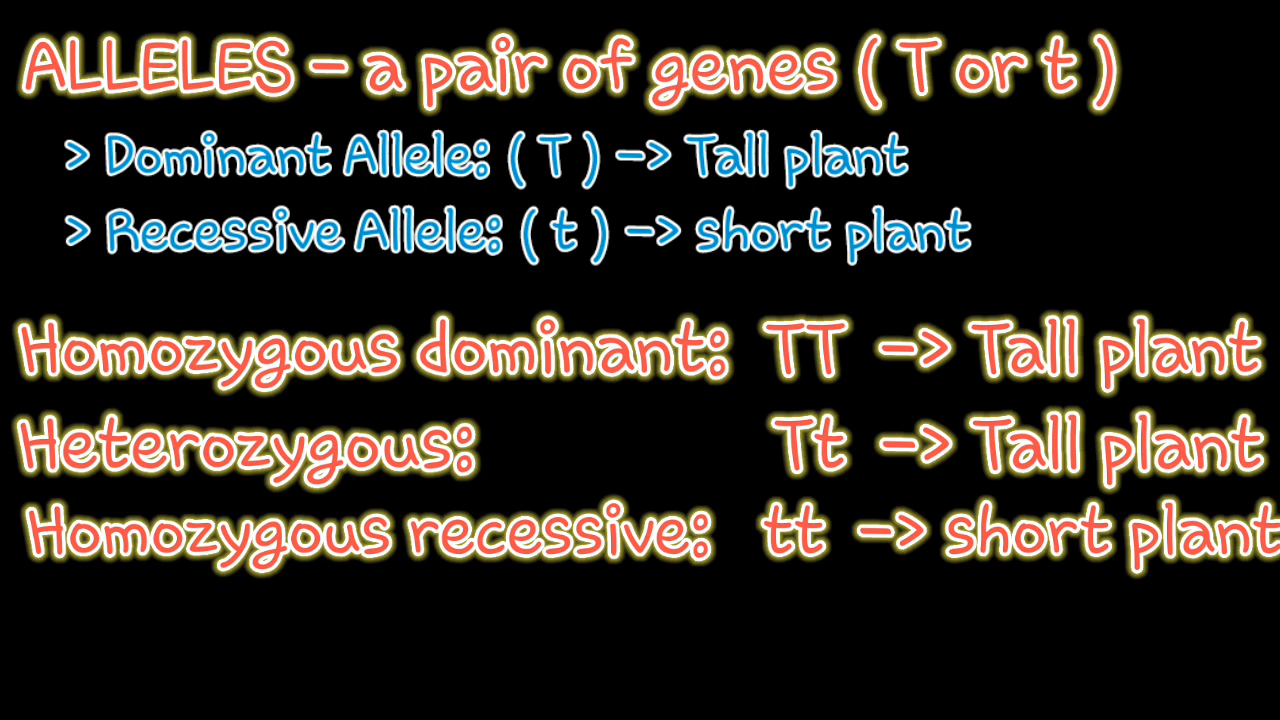 ALLELES - a pair of genes ( T or t )
> Dominant Allele: ( T ) -> Tall plant
> Recessive Allele: ( t ) -> short plant
Homozygous dominant: TT -> Tall plant
Heterozygous: Tt -> Tall plant
Homozygous recessive: tt -> short plant